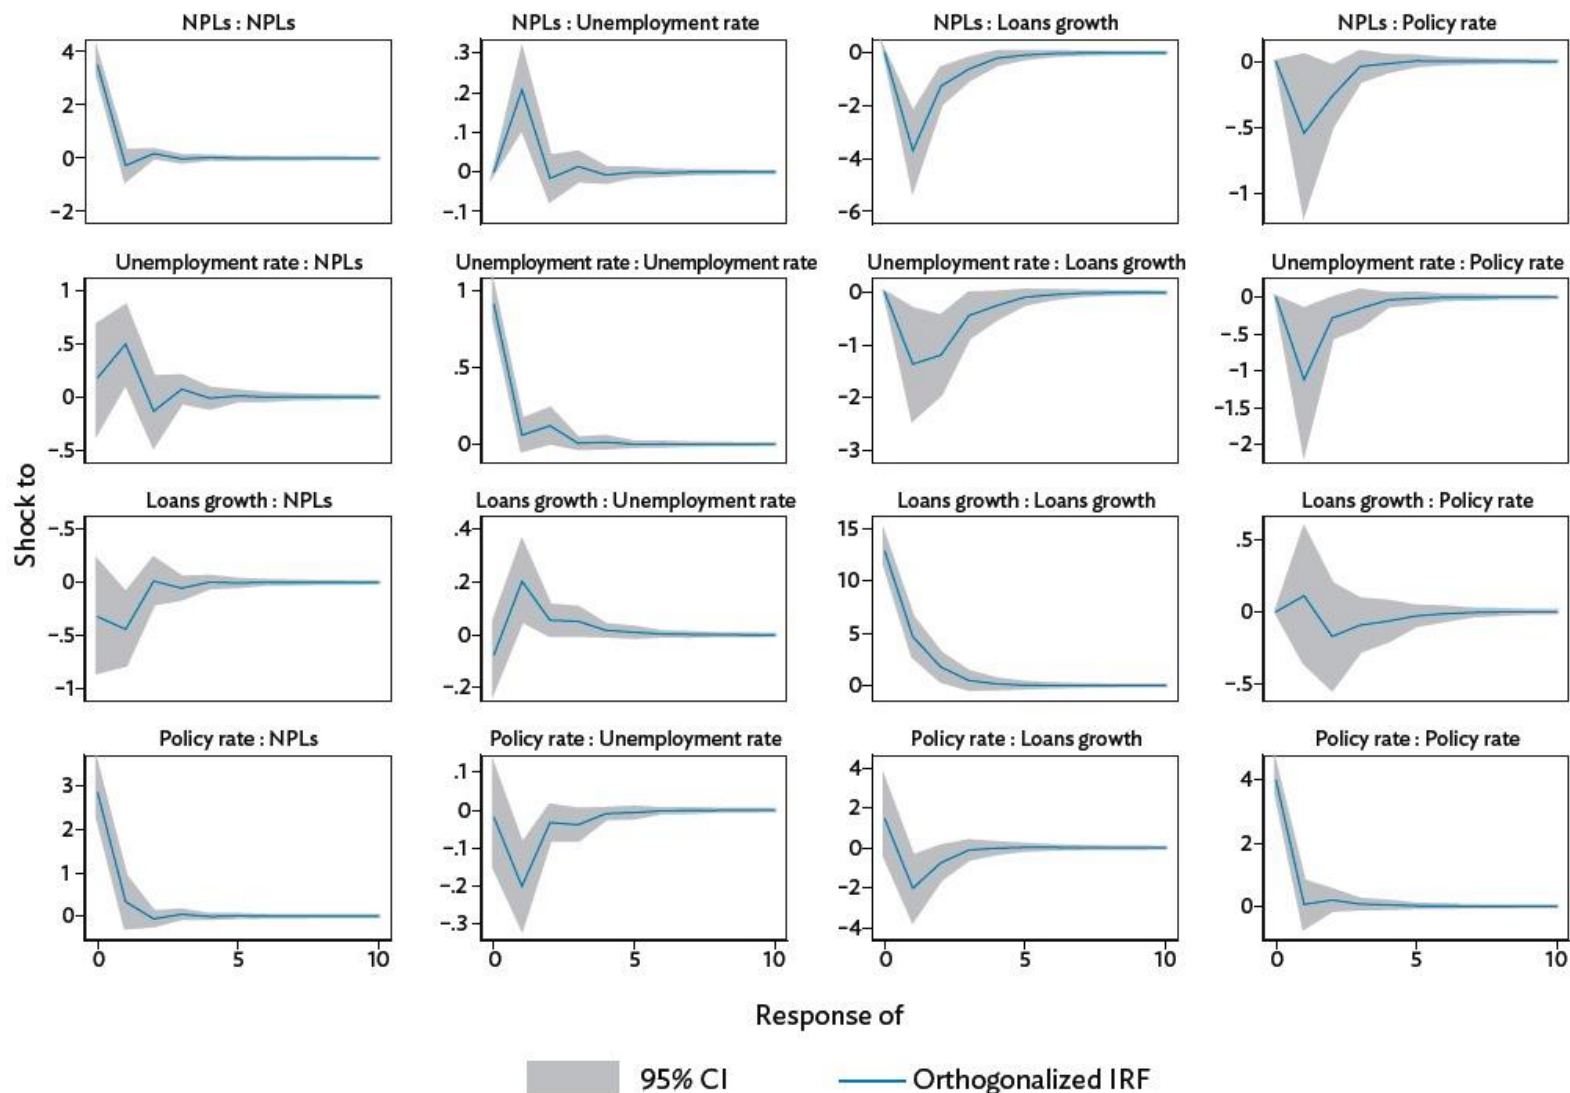 NPLs : NPLs
NPLs : Unemployment rate
NPLs : Loans growth
NPLs : Policy rate
4
2
0
−2
.3
.2
.1
0
−.1
0
−2
−4
−6
0
−.5
−1
Unemployment rate : NPLs
Unemployment rate : Unemployment rate
Unemployment rate : Loans growth
Unemployment rate : Policy rate
1
.5
0
−.5
1
.5
0
0
−1
−2
−3
0
−.5
−1
−1.5
−2
Shock to
Loans growth : NPLs
Loans growth : Unemployment rate
Loans growth : Loans growth
Loans growth : Policy rate
−.5
0
−.5
−1
.4
.2
0
−.2
15
10
5
0
.5
0
−.5
Policy rate : NPLs
Policy rate : Unemployment rate
Policy rate : Loans growth
Policy rate : Policy rate
3
2
1
0
.1
0
−.1
−.2
−.3
4
2
0
−2
−4
4
2
0
0 5 10
0 5 10
0 5 10
0 5 10
Response of
95% CI
Orthogonalized IRF